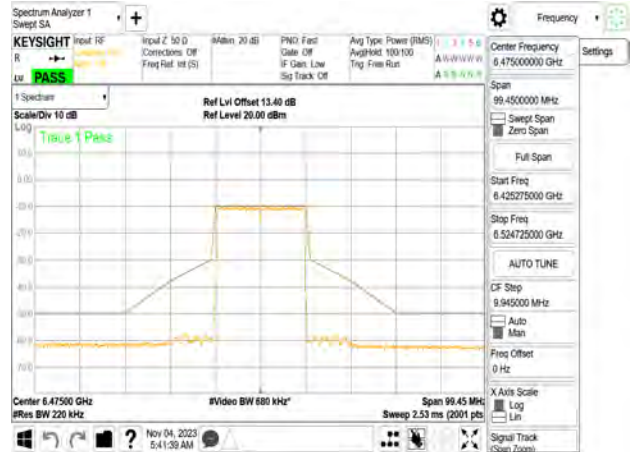 Spectrum Analyzer 1
Swept SA
+
Frequency
KEYSIGHT
Input: RF
Input Z: 50 Ω
#Atten: 20 dB
PNO: Fast
Avg Type: Power (RMS)
R
Corrections: Off
Gate: Off
Avg|Hold: 100/100
Freq Ref: Int (S)
IF Gain: Low
Trig: Free Run
Sig Track: Off
PASS
1 Spectrum
Scale/Div 10 dB
Ref Lvl Offset 13.40 dB
Ref Level 20.00 dBm
Log
Trace 1 Pass
Center 6.47500 GHz
#Res BW 220 kHz
#Video BW 680 kHz*
Span 99.45 MHz
Sweep 2.53 ms (2001 pts
?
Nov 04, 2023
5:41:39 AM
Center Frequency
6.475000000 GHz
Settings
Span
99.4500000 MHz
Swept Span
Zero Span
Full Span
Start Freq
6.425275000 GHz
Stop Freq
6.524725000 GHz
AUTO TUNE
CF Step
9.945000 MHz
Auto
Man
Freq Offset
0 Hz
X Axis Scale
Log
Lin
Signal Track
(Span Zoom)